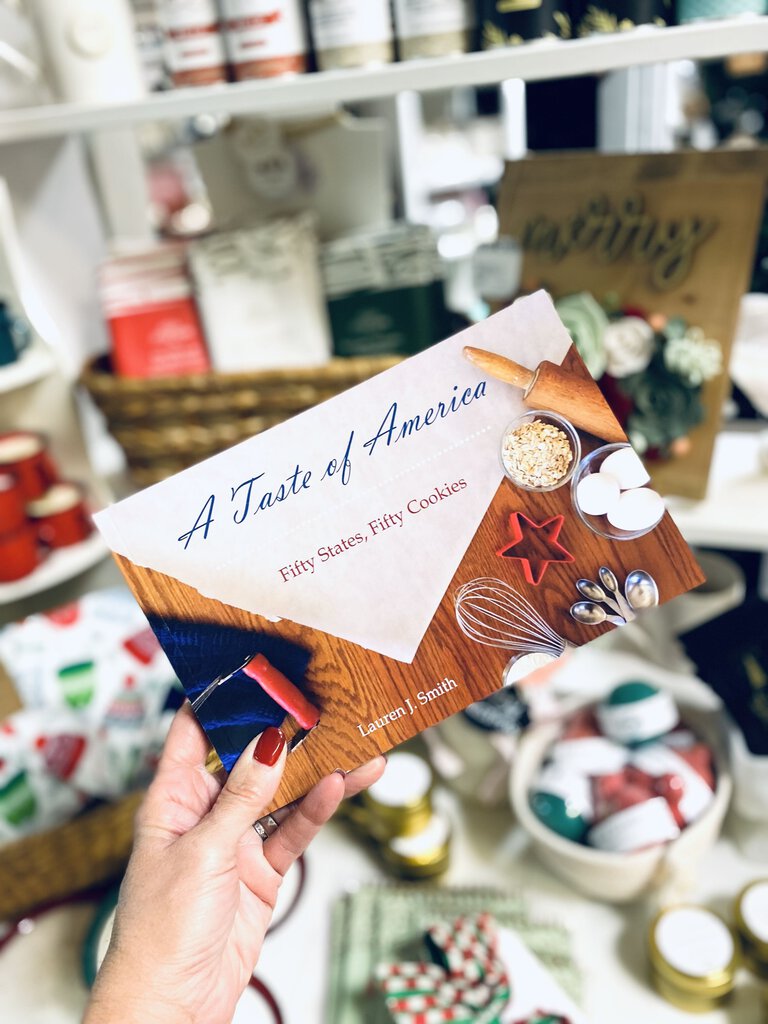 A Taste of America
Fifty States, Fifty Cookies
Lauren J. Smith